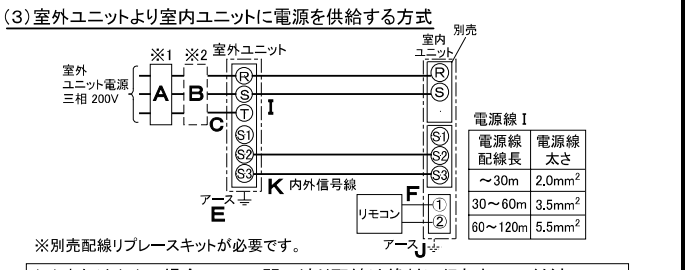 (3)室外ユニットより室内ユニットに電源を供給する方式
※1 ※2 室外ユニット
室内
ユニット
別売
室外
ユニット電源
三相 200V
A
B
C
R
S
T
S1
S2
S3
I
R
S
S1
S2
S3
K 内外信号線
アース
E
F
リモコン
①
②
アース
J
電源線 I
電源線配線長 電源線太さ
～30m 2.0mm²
30～60m 3.5mm²
60～120m 5.5mm²
※別売配線リプレースキットが必要です。